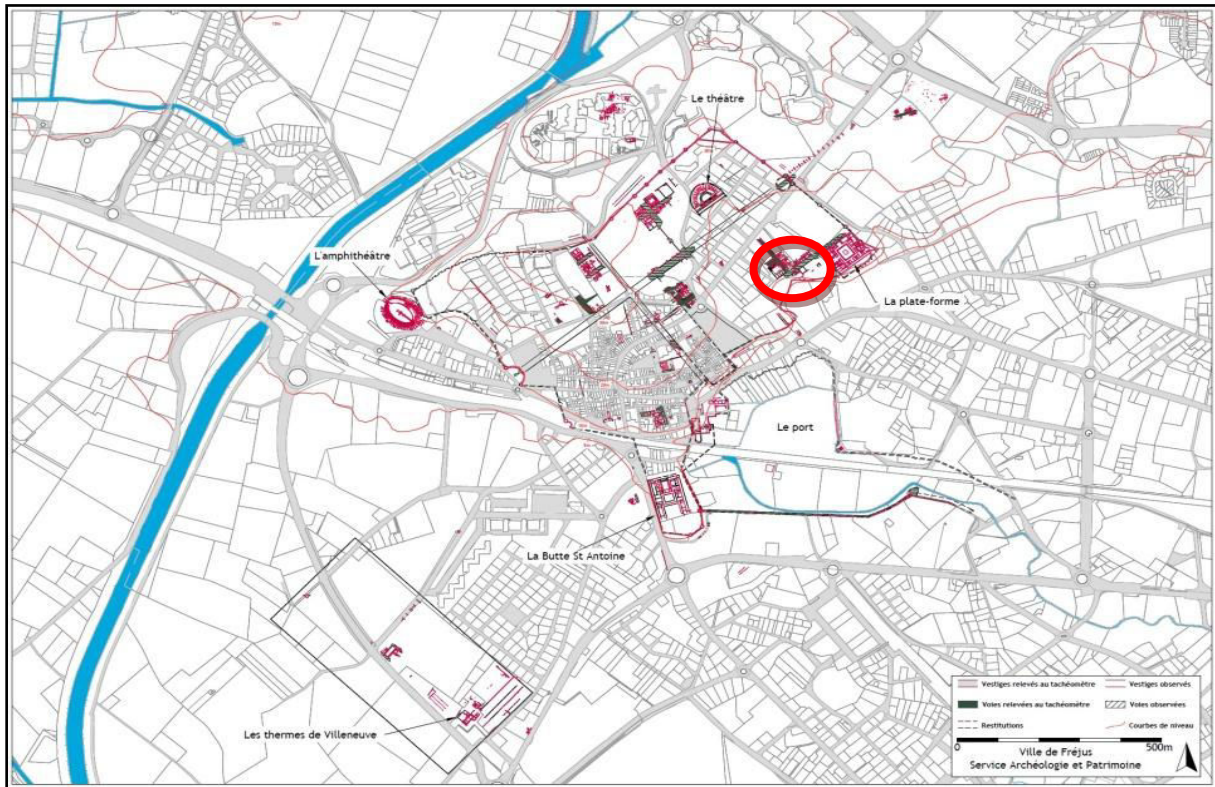 Le théâtre
L'amphithéâtre
La plate-forme
Le port
La Butte St Antoine
Les thermes de Villeneuve
Vestiges relevés au tachéomètre
Vestiges observés
Voies relevées au tachéomètre
Voies observées
Restitutions
Courbes de niveau
0
500m
Ville de Fréjus
Service Archéologie et Patrimoine